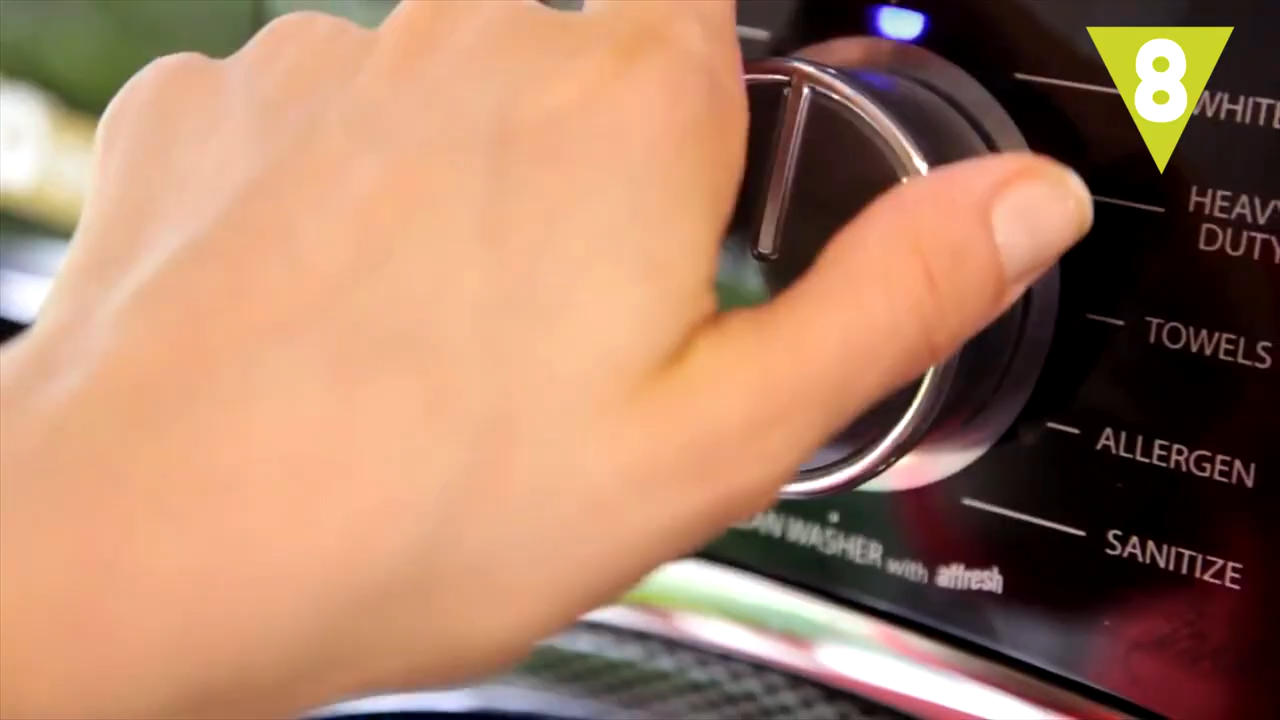 8
WHITE
HEAVY
DUTY
TOWELS
ALLERGEN
SANITIZE
WASHER with affresh